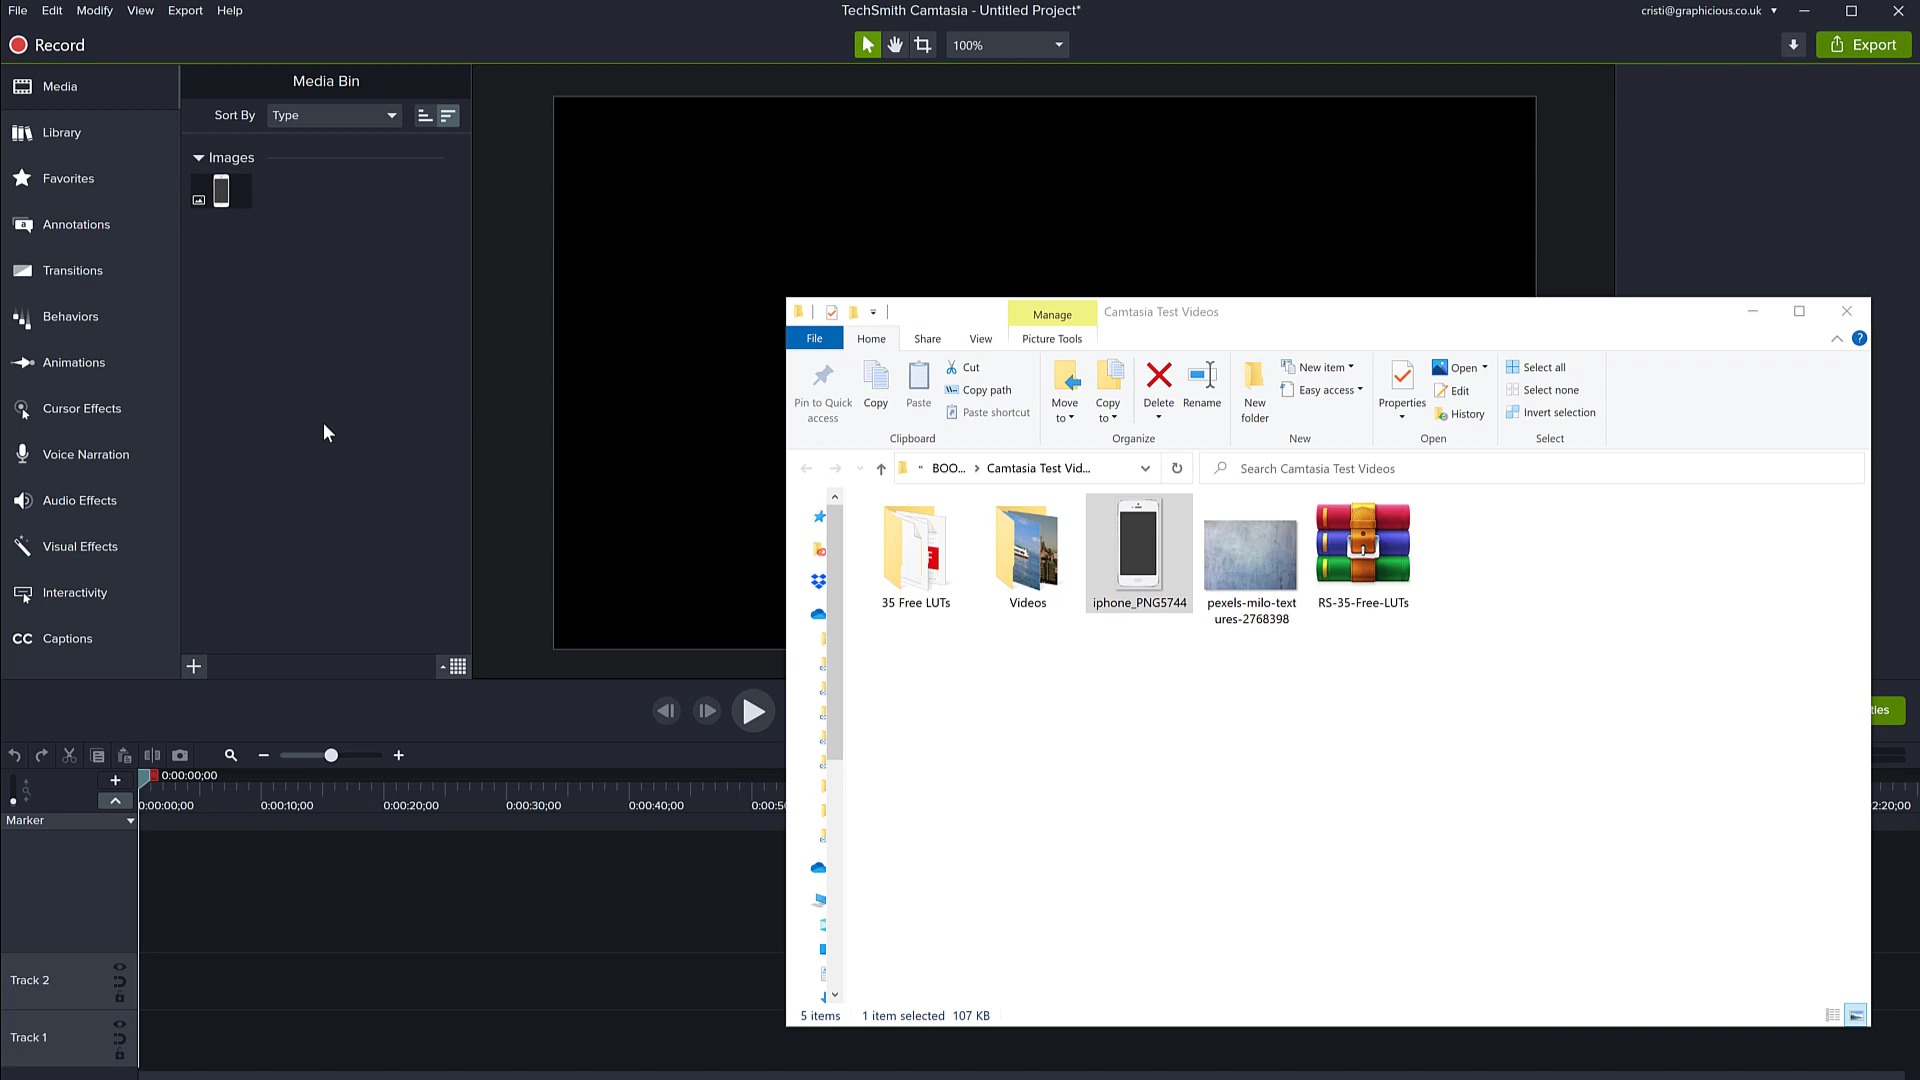 File Edit Modify View Export Help
TechSmith Camtasia - Untitled Project*
cristi@graphicious.co.uk
Record
100%
Export
Media
Library
Favorites
Annotations
Transitions
Behaviors
Animations
Cursor Effects
Voice Narration
Audio Effects
Visual Effects
Interactivity
CC Captions
Media Bin
Sort By Type
Images
Manage Camtasia Test Videos
File Home Share View Picture Tools
Pin to Quick access
Copy
Paste
Cut
Copy path
Paste shortcut
Clipboard
Move to
Copy to
Delete
Rename
Organize
New folder
New item
Easy access
New
Properties
Open
Edit
History
Open
Select all
Select none
Invert selection
Select
BOO... Camtasia Test Vid...
Search Camtasia Test Videos
35 Free LUTs
Videos
iphone_PNG5744
pexels-milo-text
ures-2768398
RS-35-Free-LUTs
5 items 1 item selected 107 KB
0:00:00;00
0:00:00;00 0:00:10;00 0:00:20;00 0:00:30;00 0:00:40;00
Marker
Track 2
Track 1